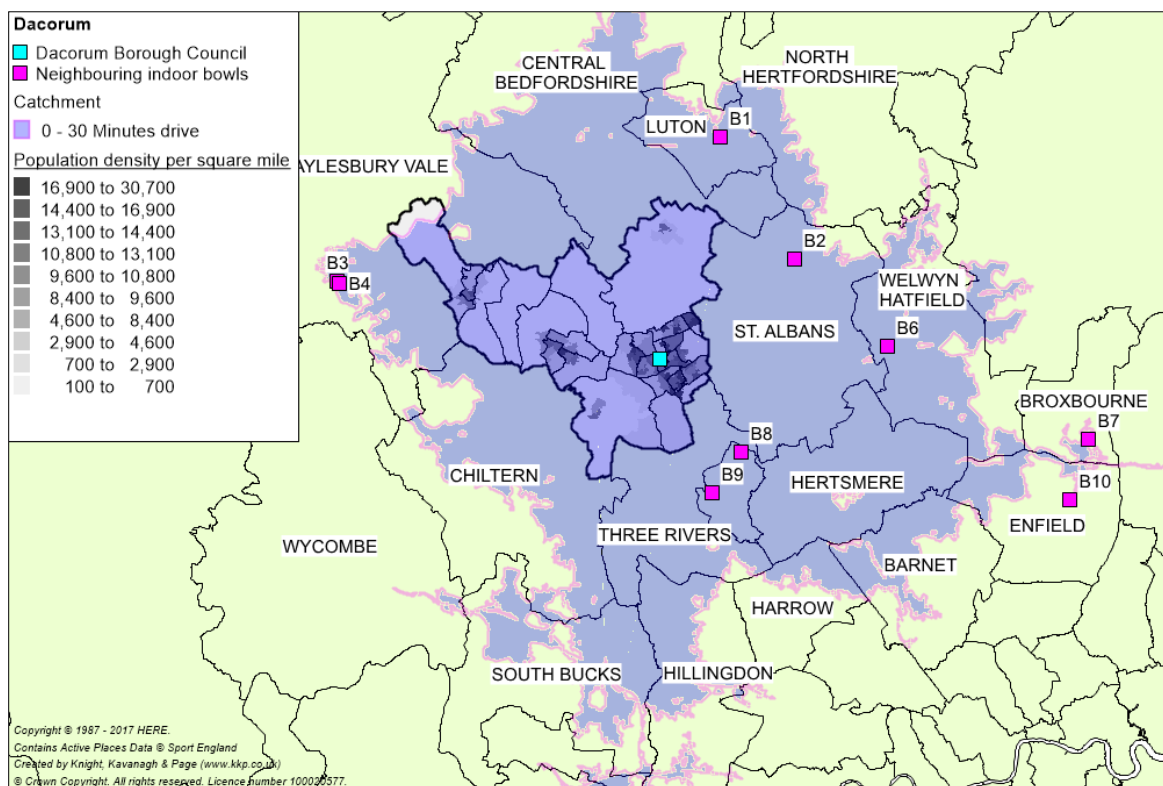 Dacorum
Dacorum Borough Council
Neighbouring indoor bowls
Catchment
0 - 30 Minutes drive
Population density per square mile
16,900 to 30,700
14,400 to 16,900
13,100 to 14,400
10,800 to 13,100
9,600 to 10,800
8,400 to 9,600
4,600 to 8,400
2,900 to 4,600
700 to 2,900
100 to 700
CENTRAL
BEDFORDSHIRE
NORTH
HERTFORDSHIRE
LUTON
B1
AYLESBURY VALE
B2
B3
B4
WELWYN
HATFIELD
ST. ALBANS
B6
BROXBOURNE
B7
B8
CHILTERN
B9
HERTSMERE
B10
ENFIELD
THREE RIVERS
WYCOMBE
BARNET
HARROW
SOUTH BUCKS
HILLINGDON
Copyright © 1987 - 2017 HERE.
Contains Active Places Data © Sport England
Created by Knight, Kavanagh & Page (www.kkp.co.uk)
© Crown Copyright. All rights reserved. Licence number 100020577.